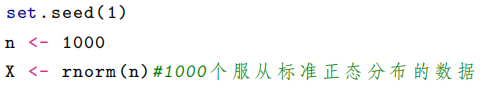 set.seed(1)
n <- 1000
X <- rnorm(n)#1000个服从标准正态分布的数据